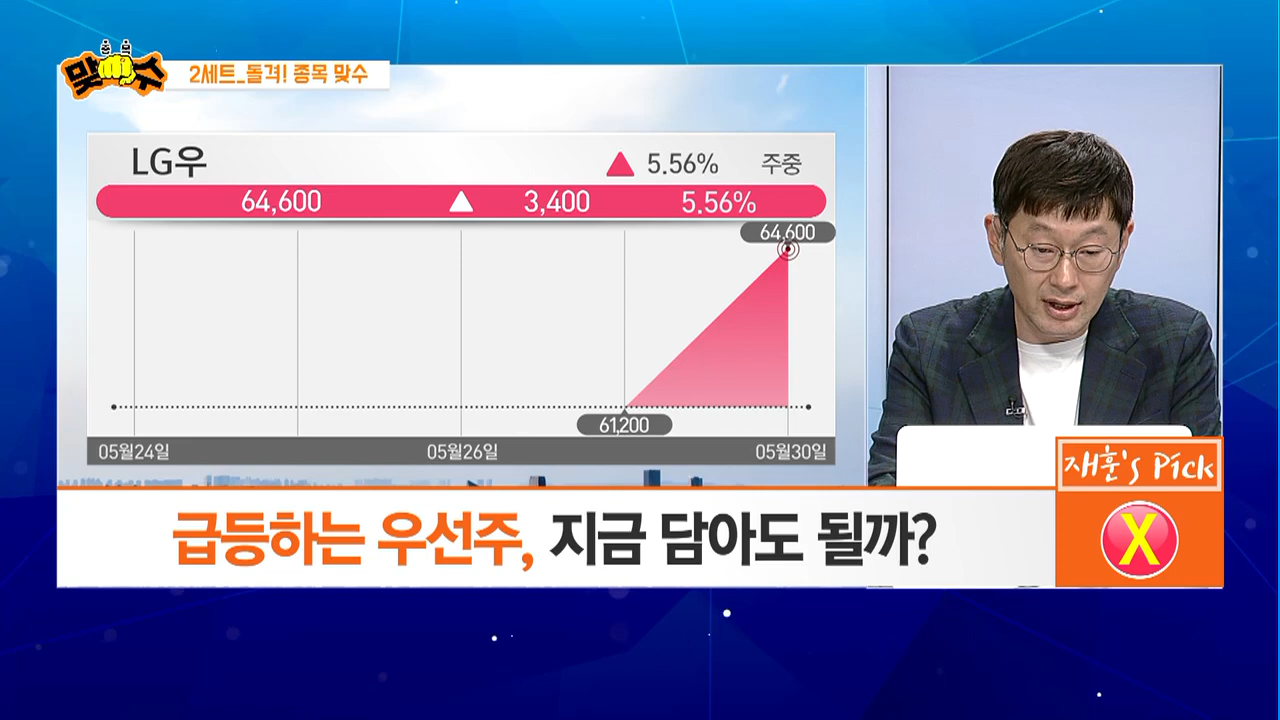 종목
맞수
2세트_돌격! 종목 맞수
LG우 ▲ 5.56% 주중
64,600 △ 3,400 5.56%
64,600
61,200
05월24일 05월26일 05월30일
재훈's Pick
급등하는 우선주, 지금 담아도 될까?
X